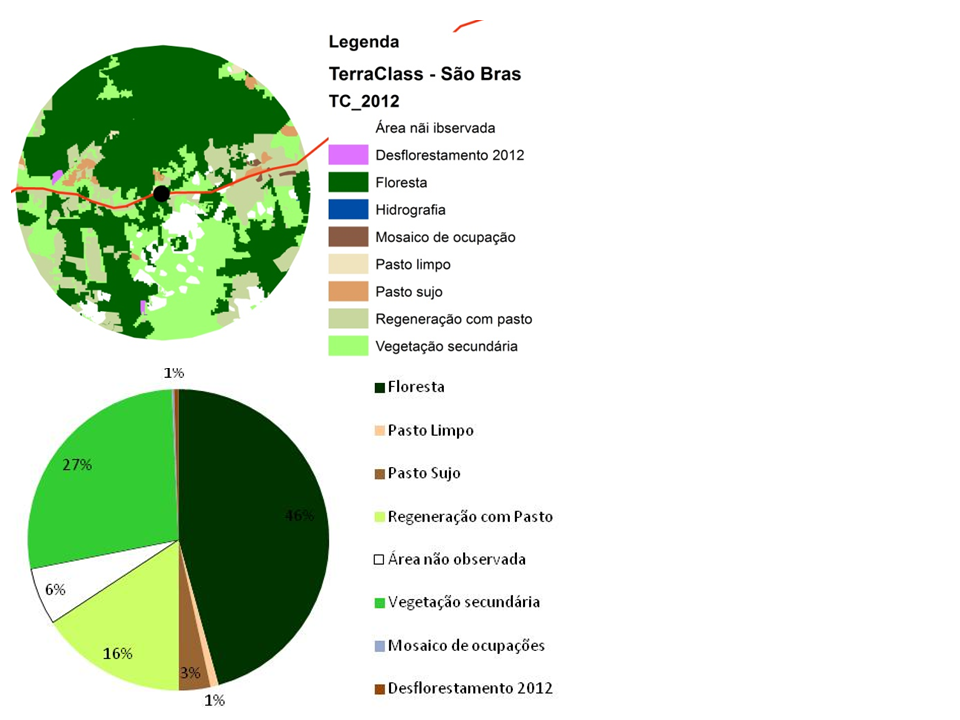 Legenda
TerraClass - São Bras
TC_2012
Área nãi ibservada
Desflorestamento 2012
Floresta
Hidrografia
Mosaico de ocupação
Pasto limpo
Pasto sujo
Regeneração com pasto
Vegetação secundária
1%
27%
46%
6%
16%
3%
1%
Floresta
Pasto Limpo
Pasto Sujo
Regeneração com Pasto
Área não observada
Vegetação secundária
Mosaico de ocupações
Desflorestamento 2012